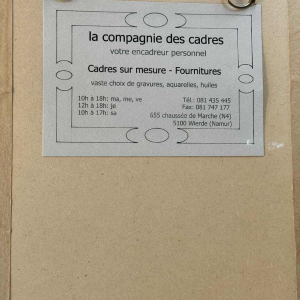 la compagnie des cadres
votre encadreur personnel
Cadres sur mesure - Fournitures
vaste choix de gravures, aquarelles, huiles
10h à 18h: ma, me, ve
12h à 18h: je
10h à 17h: sa
Tél.: 081 435 445
Fax: 081 747 177
655 chaussée de Marche (N4)
5100 Wierde (Namur)